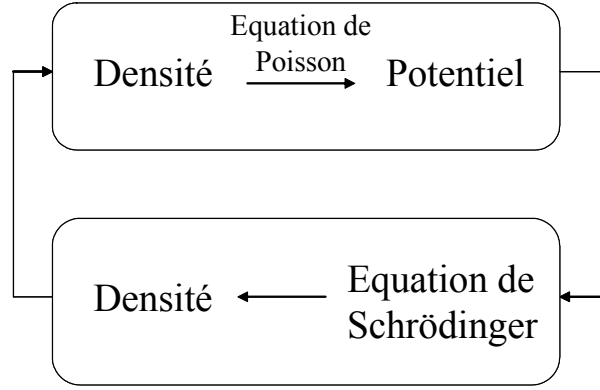 Equation de
Poisson
Densité
Potentiel
Densité
Equation de
Schrödinger